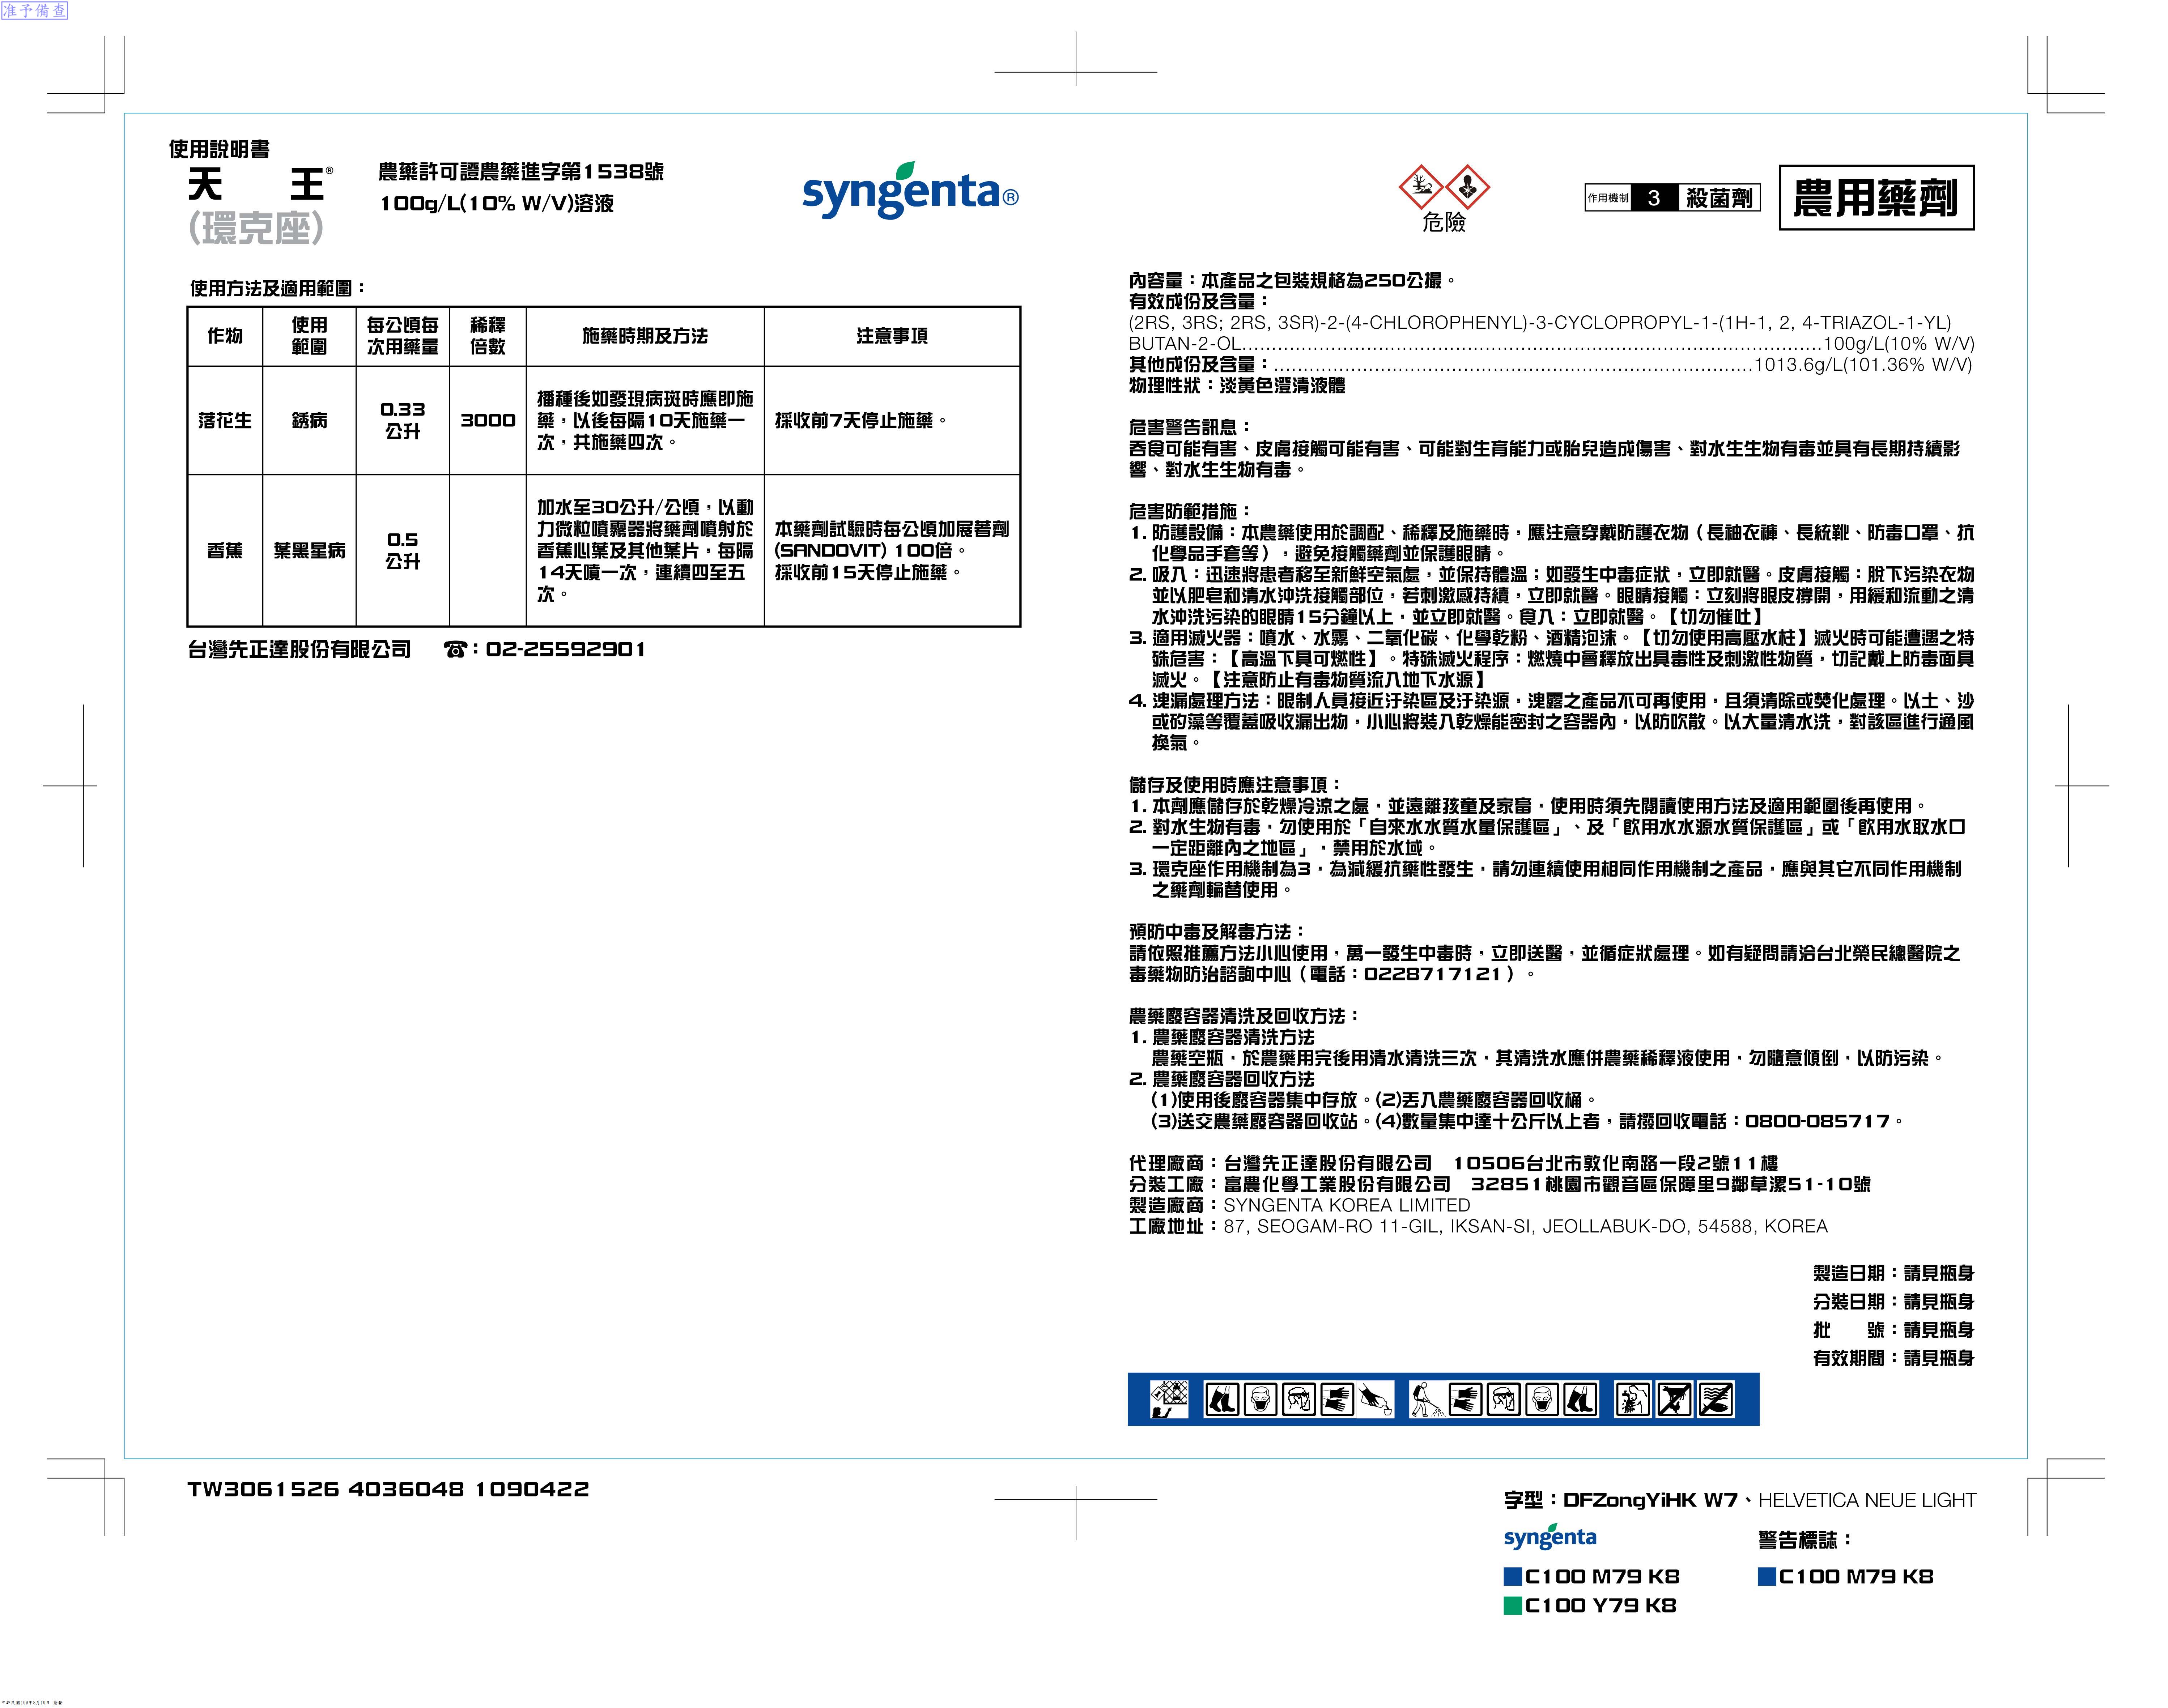 准予備查
使用說明書
天 王®
(環克座)
農藥許可證農藥進字第1538號
100g/L(10% W/V)溶液
syngenta®
危險
作用機制 3 殺菌劑
農用藥劑
使用方法及適用範圍：
作物 使用範圍 每公頃每次用藥量 稀釋倍數 施藥時期及方法 注意事項
落花生 銹病 0.33公升 3000
播種後如發現病斑時應即施
藥，以後每隔10天施藥一
次，共施藥四次。
採收前7天停止施藥。
香蕉 葉黑星病 0.5公升
加水至30公升/公頃，以動
力微粒噴霧器將藥劑噴射於
香蕉心葉及其他葉片，每隔
14天噴一次，連續四至五
次。
本藥劑試驗時每公頃加展著劑
(SANDOVIT) 100倍。
採收前15天停止施藥。
台灣先正達股份有限公司 ☎：02-25592901
內容量：本產品之包裝規格為250公撮。
有效成份及含量：
(2RS, 3RS; 2RS, 3SR)-2-(4-CHLOROPHENYL)-3-CYCLOPROPYL-1-(1H-1, 2, 4-TRIAZOL-1-YL)
BUTAN-2-OL......100g/L(10% W/V)
其他成份及含量：......1013.6g/L(101.36% W/V)
物理性狀：淡黃色澄清液體
危害警告訊息：
吞食可能有害、皮膚接觸可能有害、可能對生育能力或胎兒造成傷害、對水生生物有毒並具有長期持續影
響、對水生生物有毒。
危害防範措施：
1. 防護設備：本農藥使用於調配、稀釋及施藥時，應注意穿戴防護衣物（長袖衣褲、長統靴、防毒口罩、抗
化學品手套等），避免接觸藥劑並保護眼睛。
2. 吸入：迅速將患者移至新鮮空氣處，並保持體溫；如發生中毒症狀，立即就醫。皮膚接觸：脫下污染衣物
並以肥皂和清水沖洗接觸部位，若刺激感持續，立即就醫。眼睛接觸：立刻將眼皮撐開，用緩和流動之清
水沖洗污染的眼睛15分鐘以上，並立即就醫。食入：立即就醫。【切勿催吐】
3. 適用滅火器：噴水、水霧、二氧化碳、化學乾粉、酒精泡沫。【切勿使用高壓水柱】滅火時可能遭遇之特
殊危害：【高溫下具可燃性】。特殊滅火程序：燃燒中會釋放出具毒性及刺激性物質，切記戴上防毒面具
滅火。【注意防止有毒物質流入地下水源】
4. 洩漏處理方法：限制人員接近汙染區及汙染源，洩露之產品不可再使用，且須清除或焚化處理。以土、沙
或矽藻等覆蓋吸收漏出物，小心將裝入乾燥能密封之容器內，以防吹散。以大量清水洗，對該區進行通風
換氣。
儲存及使用時應注意事項：
1. 本劑應儲存於乾燥冷涼之處，並遠離孩童及家畜，使用時須先閱讀使用方法及適用範圍後再使用。
2. 對水生物有毒，勿使用於「自來水水質水量保護區」、及「飲用水水源水質保護區」或「飲用水取水口
一定距離內之地區」，禁用於水域。
3. 環克座作用機制為3，為減緩抗藥性發生，請勿連續使用相同作用機制之產品，應與其它不同作用機制
之藥劑輪替使用。
預防中毒及解毒方法：
請依照推薦方法小心使用，萬一發生中毒時，立即送醫，並循症狀處理。如有疑問請洽台北榮民總醫院之
毒藥物防治諮詢中心（電話：0228717121）。
農藥廢容器清洗及回收方法：
1. 農藥廢容器清洗方法
農藥空瓶，於農藥用完後用清水清洗三次，其清洗水應併農藥稀釋液使用，勿隨意傾倒，以防污染。
2. 農藥廢容器回收方法
(1)使用後廢容器集中存放。(2)丟入農藥廢容器回收桶。
(3)送交農藥廢容器回收站。(4)數量集中達十公斤以上者，請撥回收電話：0800-085717。
代理廠商：台灣先正達股份有限公司 10506台北市敦化南路一段2號11樓
分裝工廠：富農化學工業股份有限公司 32851桃園市觀音區保障里9鄰草漯51-10號
製造廠商：SYNGENTA KOREA LIMITED
工廠地址：87, SEOGAM-RO 11-GIL, IKSAN-SI, JEOLLABUK-DO, 54588, KOREA
製造日期：請見瓶身
分裝日期：請見瓶身
批 號：請見瓶身
有效期間：請見瓶身
TW3061526 4036048 1090422
字型：DFZongYiHK W7、HELVETICA NEUE LIGHT
syngenta
警告標誌：
C100 M79 K8
C100 M79 K8
C100 Y79 K8